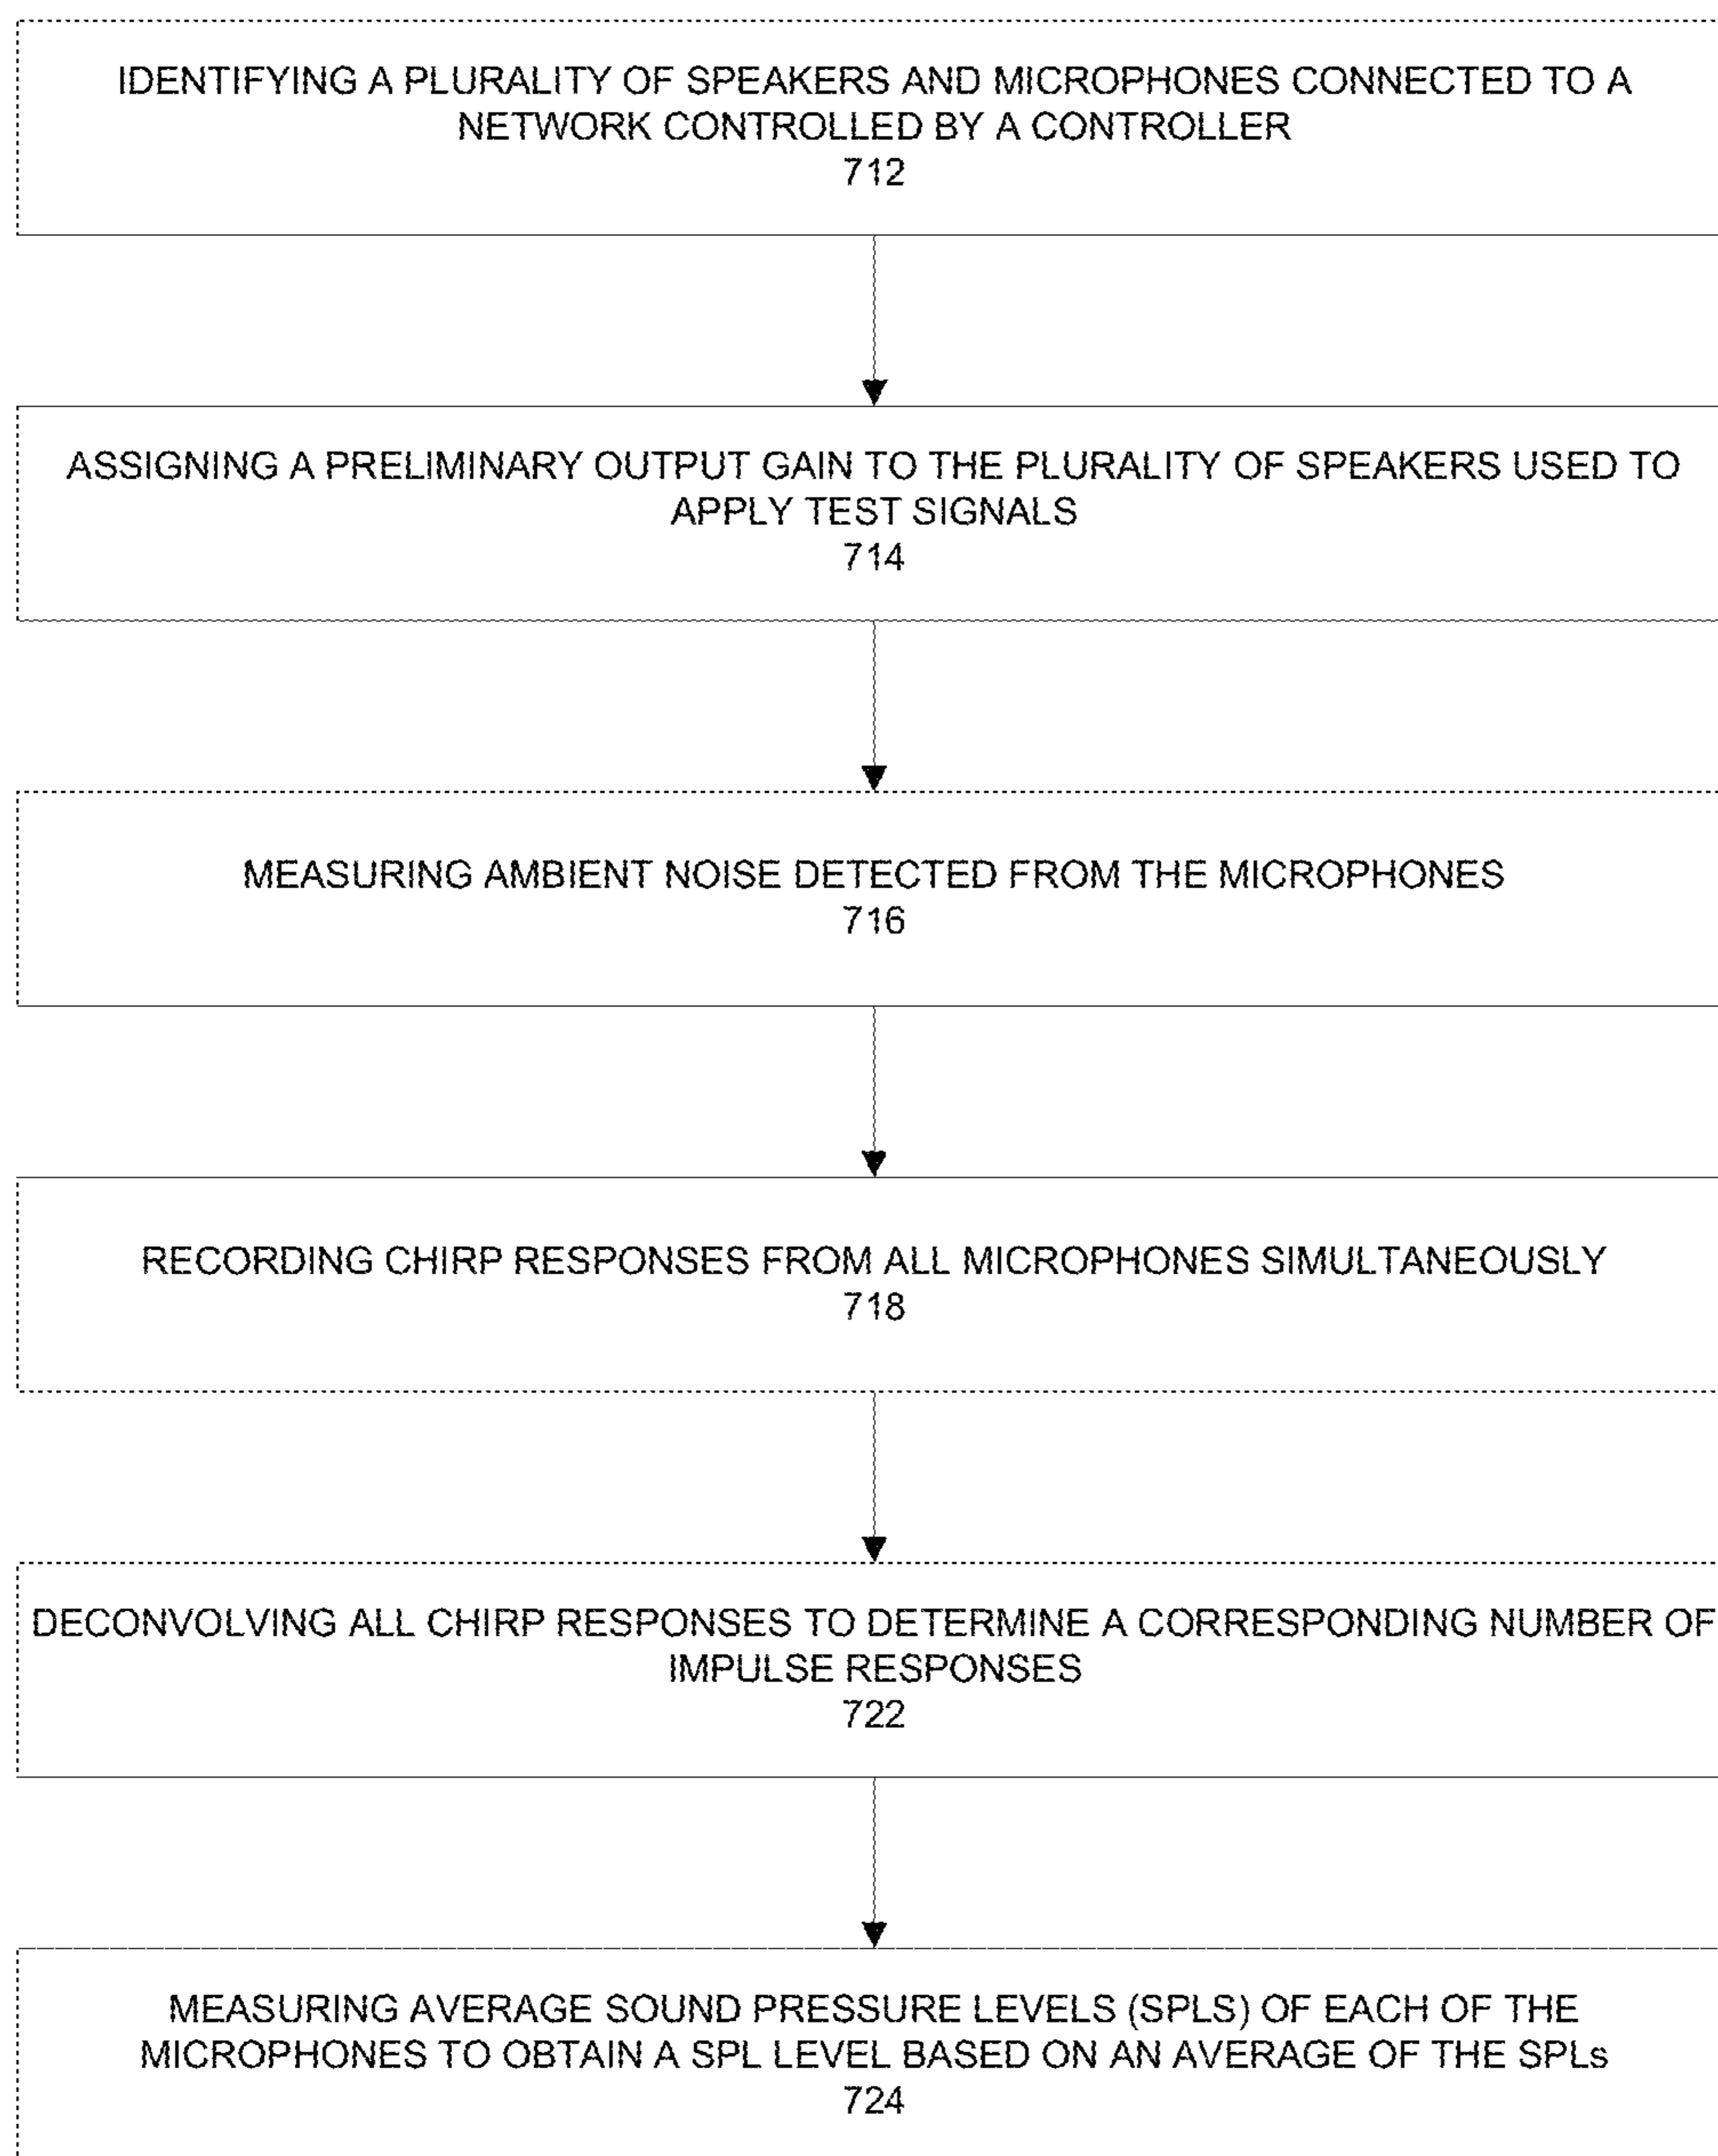 IDENTIFYING A PLURALITY OF SPEAKERS AND MICROPHONES CONNECTED TO A
NETWORK CONTROLLED BY A CONTROLLER
712
ASSIGNING A PRELIMINARY OUTPUT GAIN TO THE PLURALITY OF SPEAKERS USED TO
APPLY TEST SIGNALS
714
MEASURING AMBIENT NOISE DETECTED FROM THE MICROPHONES
716
RECORDING CHIRP RESPONSES FROM ALL MICROPHONES SIMULTANEOUSLY
718
DECONVOLVING ALL CHIRP RESPONSES TO DETERMINE A CORRESPONDING NUMBER OF
IMPULSE RESPONSES
722
MEASURING AVERAGE SOUND PRESSURE LEVELS (SPLS) OF EACH OF THE
MICROPHONES TO OBTAIN A SPL LEVEL BASED ON AN AVERAGE OF THE SPLs
724